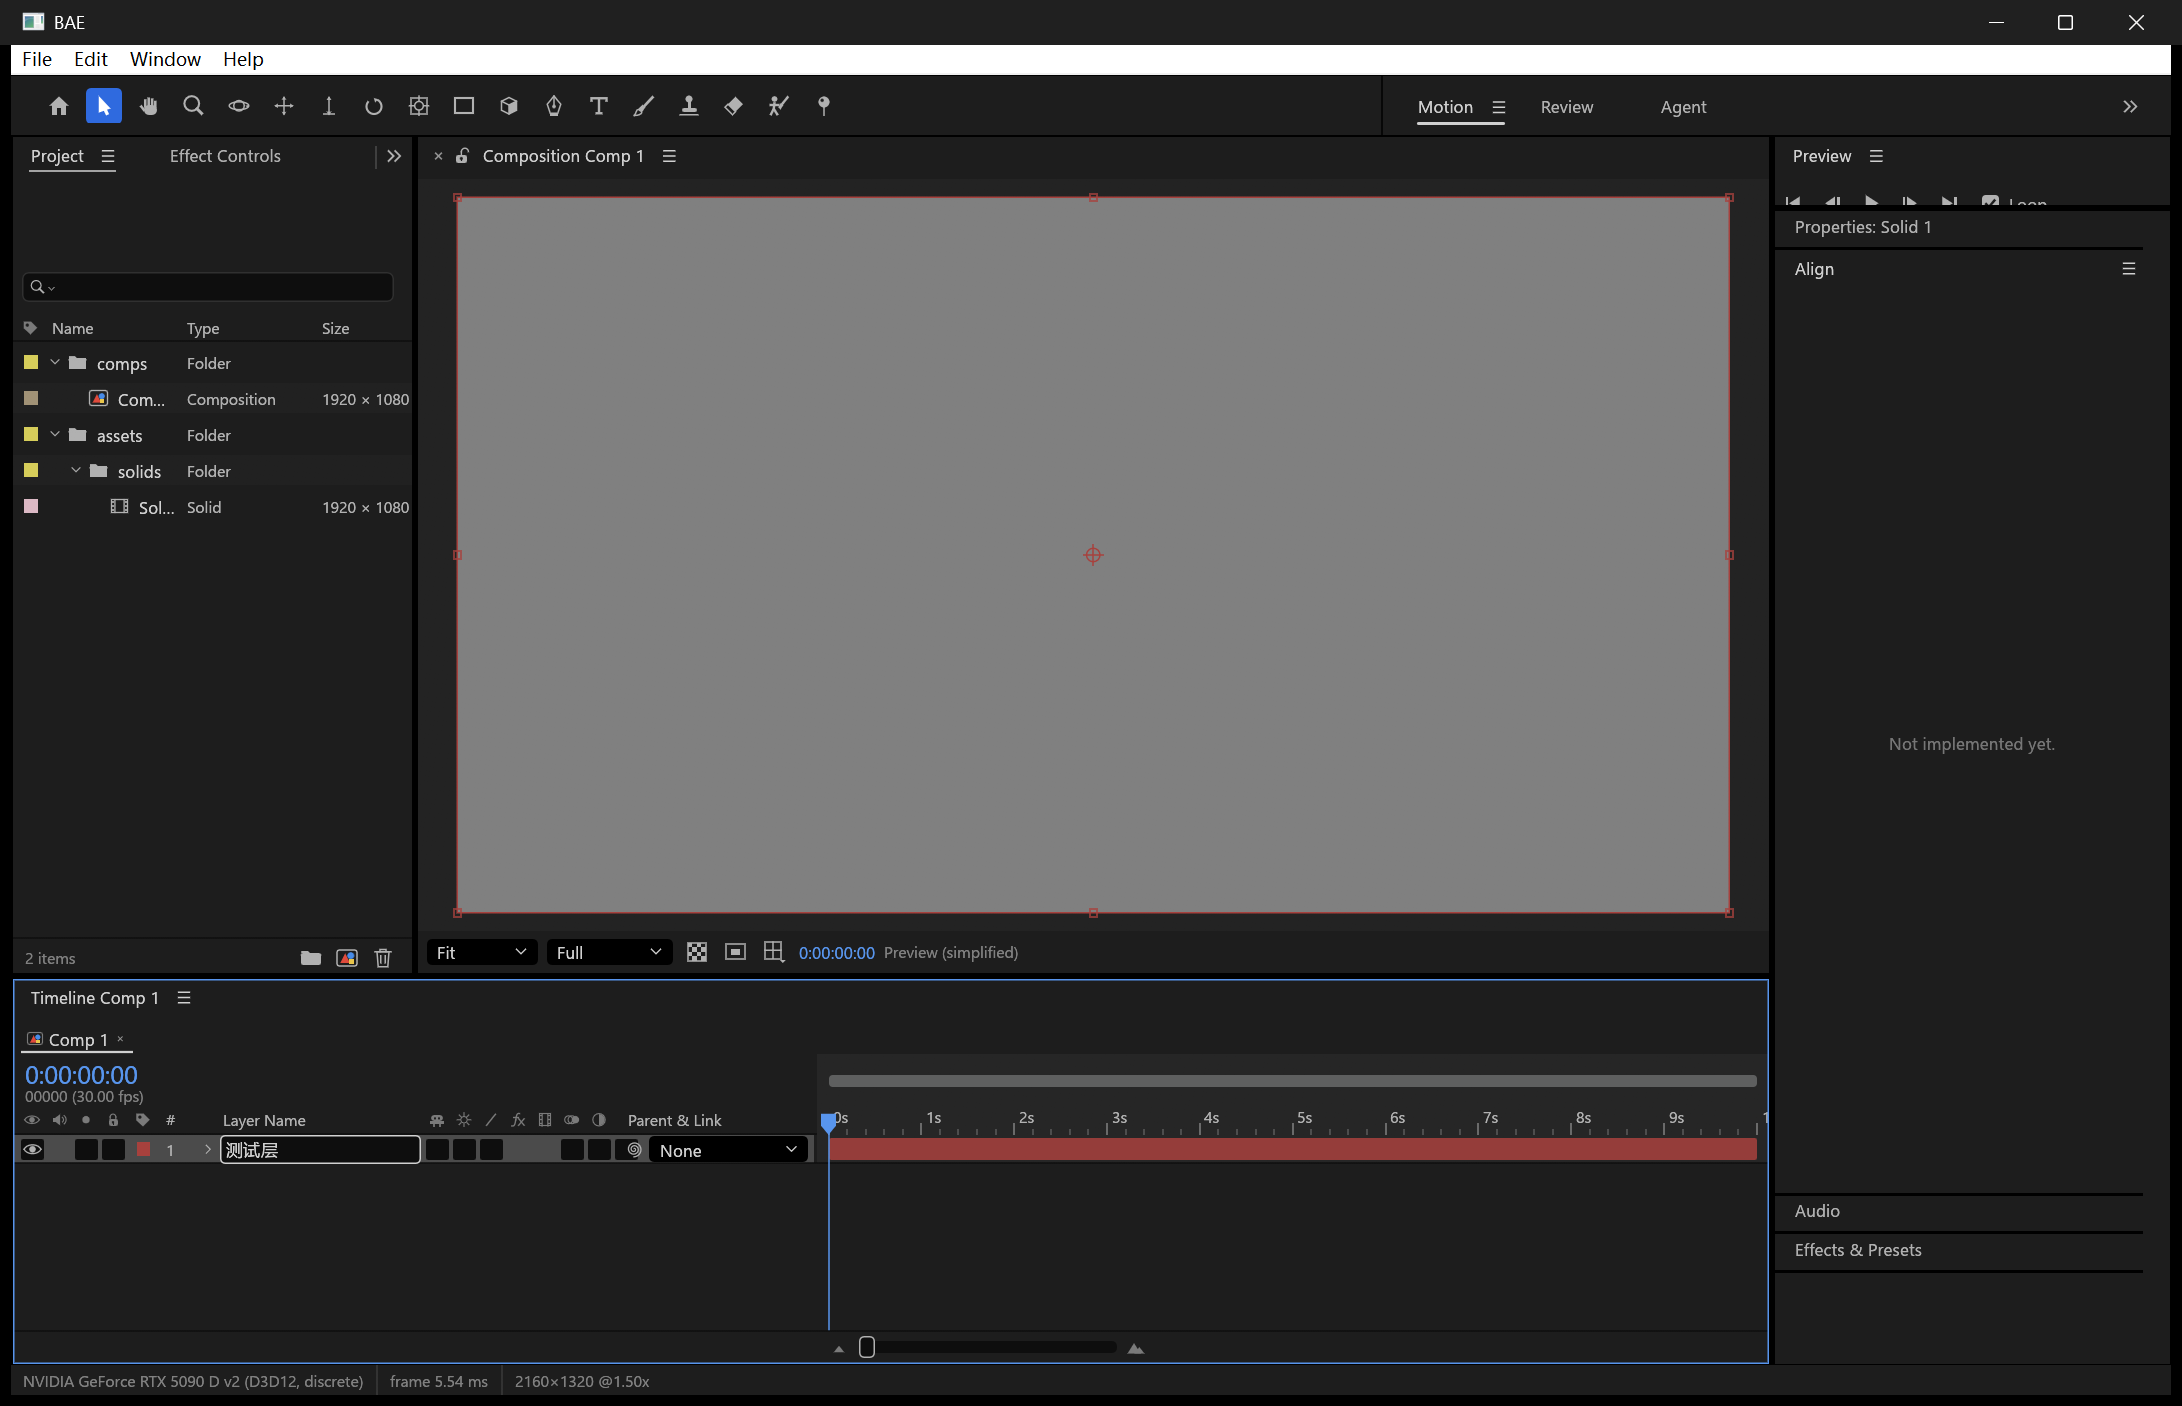 BAE
File Edit Window Help
Motion Review Agent
Project Effect Controls
Composition Comp 1
Preview
Loop
Properties: Solid 1
Align
Name Type Size
comps Folder
Com... Composition 1920 × 1080
assets Folder
solids Folder
Sol... Solid 1920 × 1080
Not implemented yet.
2 items
Fit Full 0:00:00:00 Preview (simplified)
Timeline Comp 1
Comp 1
0:00:00:00
00000 (30.00 fps)
# Layer Name fx Parent & Link
0s 1s 2s 3s 4s 5s 6s 7s 8s 9s 1
1 测试层 None
Audio
Effects & Presets
NVIDIA GeForce RTX 5090 D v2 (D3D12, discrete) frame 5.54 ms 2160×1320 @1.50x